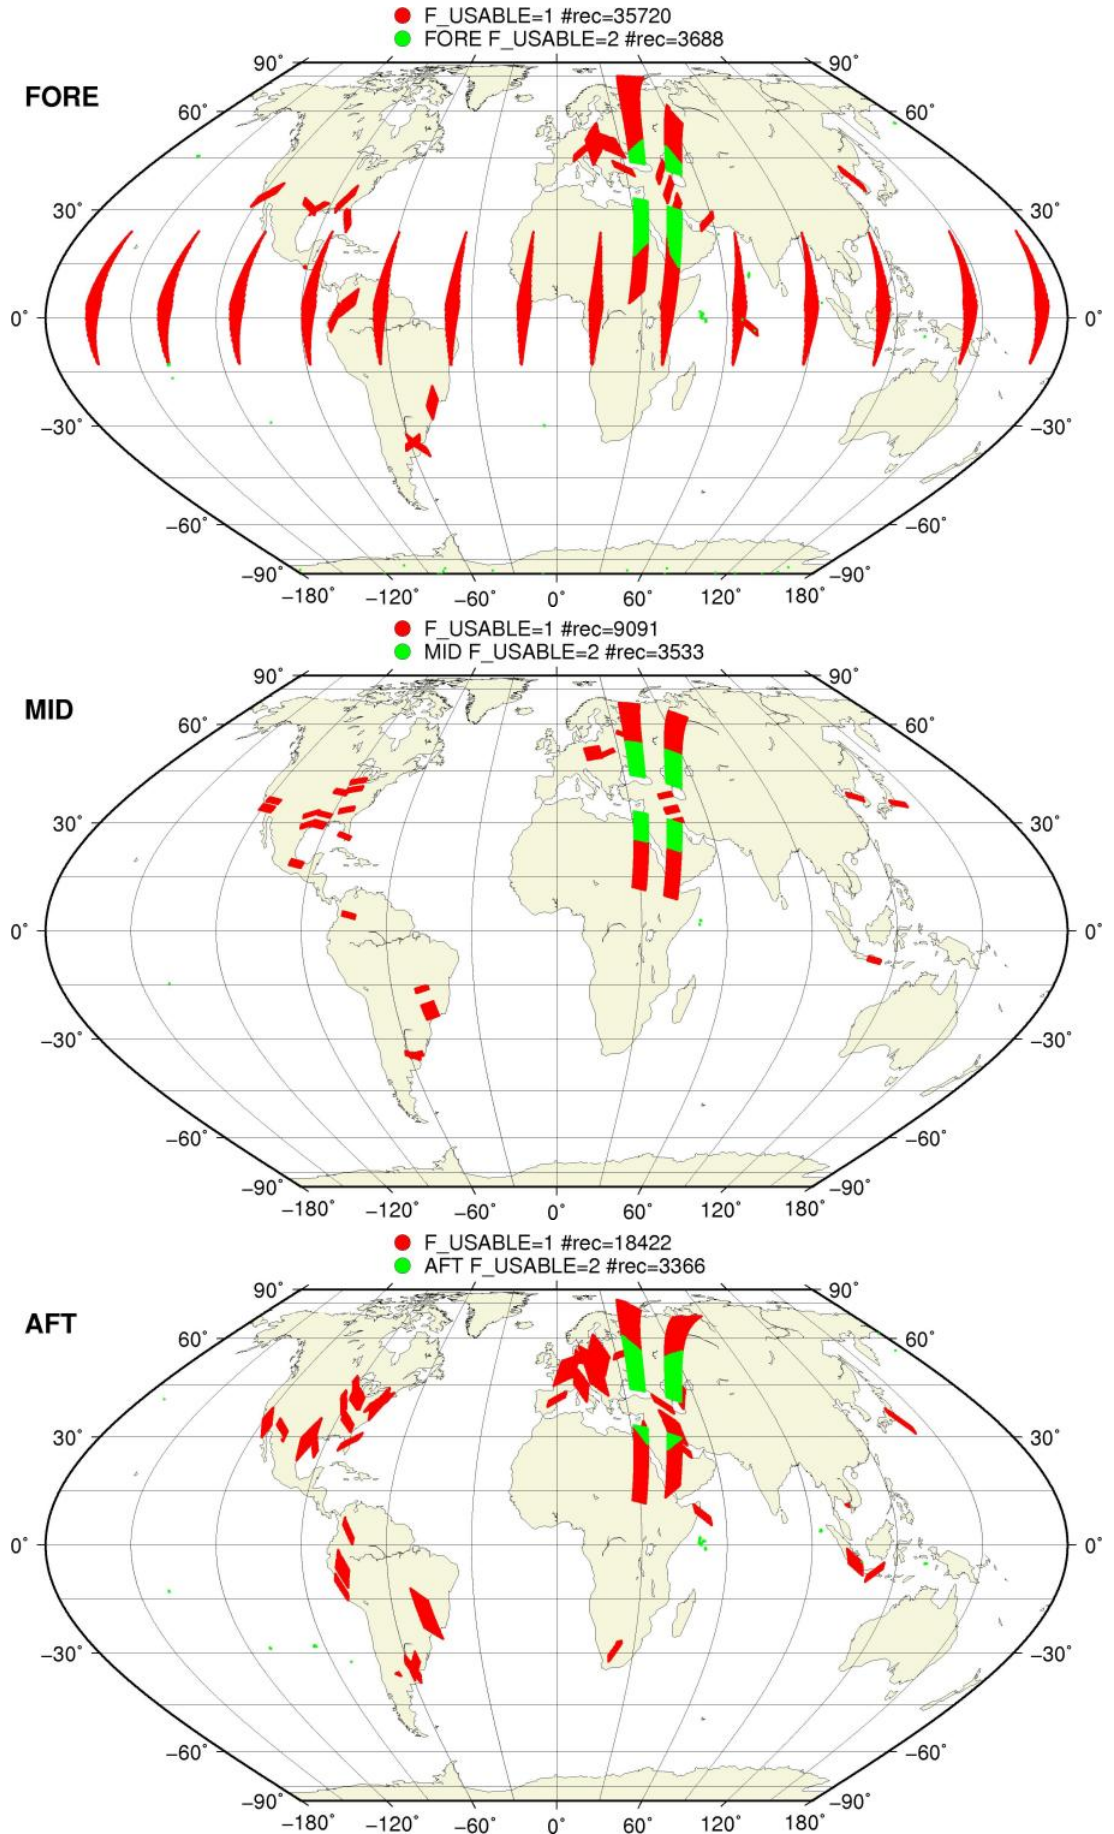 F_USABLE=1 #rec=35720
FORE F_USABLE=2 #rec=3688
FORE
90° 90°
60° 60°
30° 30°
0° 0°
−30° −30°
−60° −60°
−90° −90°
−180° −120° −60° 0° 60° 120° 180°
F_USABLE=1 #rec=9091
MID F_USABLE=2 #rec=3533
MID
90° 90°
60° 60°
30° 30°
0° 0°
−30° −30°
−60° −60°
−90° −90°
−180° −120° −60° 0° 60° 120° 180°
F_USABLE=1 #rec=18422
AFT F_USABLE=2 #rec=3366
AFT
90° 90°
60° 60°
30° 30°
0° 0°
−30° −30°
−60° −60°
−90° −90°
−180° −120° −60° 0° 60° 120° 180°